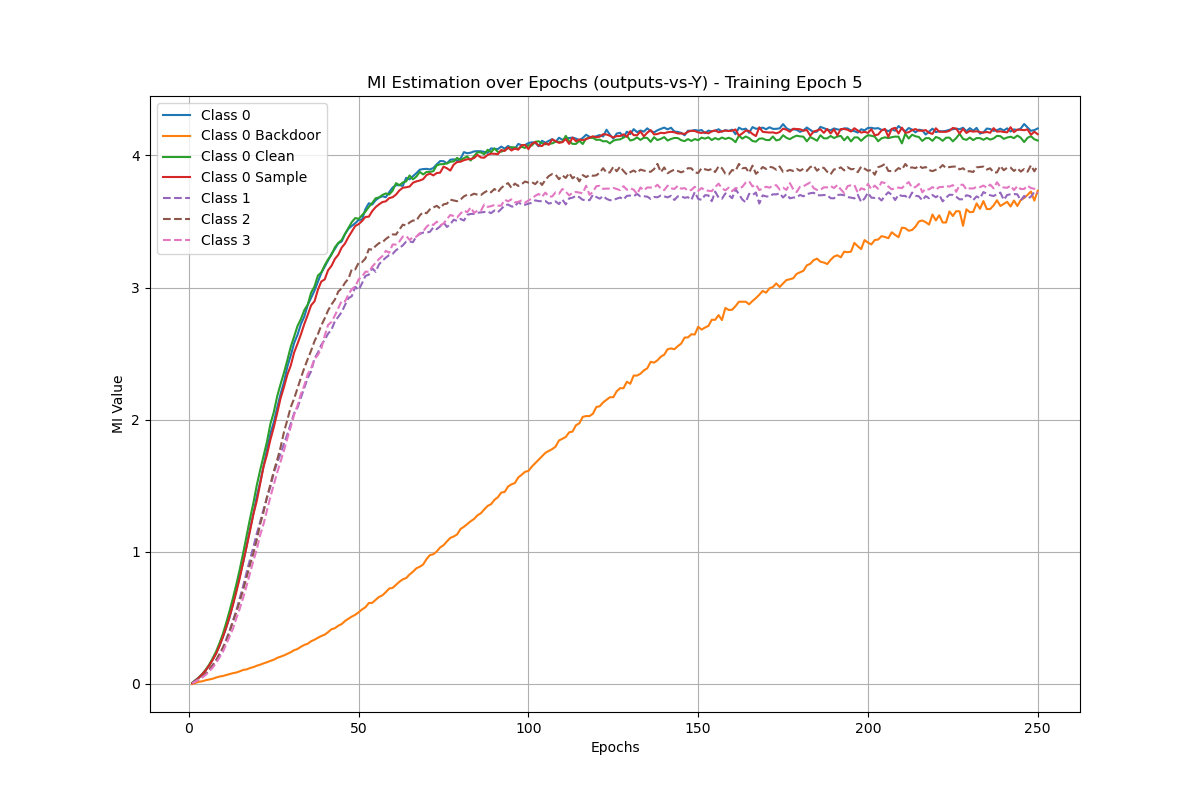 MI Estimation over Epochs (outputs-vs-Y) - Training Epoch 5
Class 0
Class 0 Backdoor
Class 0 Clean
Class 0 Sample
Class 1
Class 2
Class 3
4
3
2
1
0
MI Value
0 50 100 150 200 250
Epochs